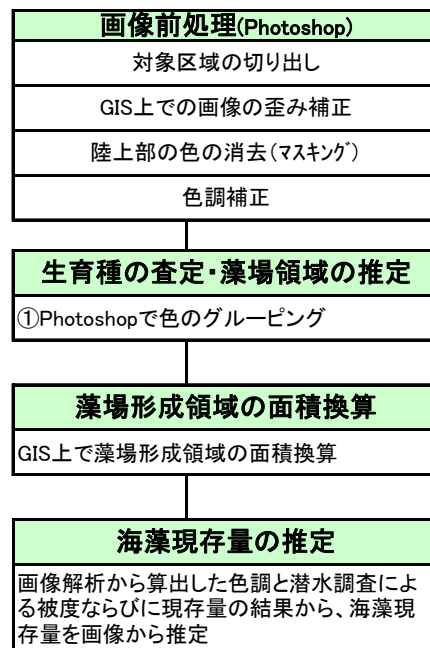 画像前処理(Photoshop)
対象区域の切り出し
GIS上での画像の歪み補正
陸上部の色の消去(ﾏｽｷﾝｸﾞ)
色調補正
生育種の査定・藻場領域の推定
①Photoshopで色のグルーピング
藻場形成領域の面積換算
GIS上で藻場形成領域の面積換算
海藻現存量の推定
画像解析から算出した色調と潜水調査によ
る被度ならびに現存量の結果から、海藻現
存量を画像から推定